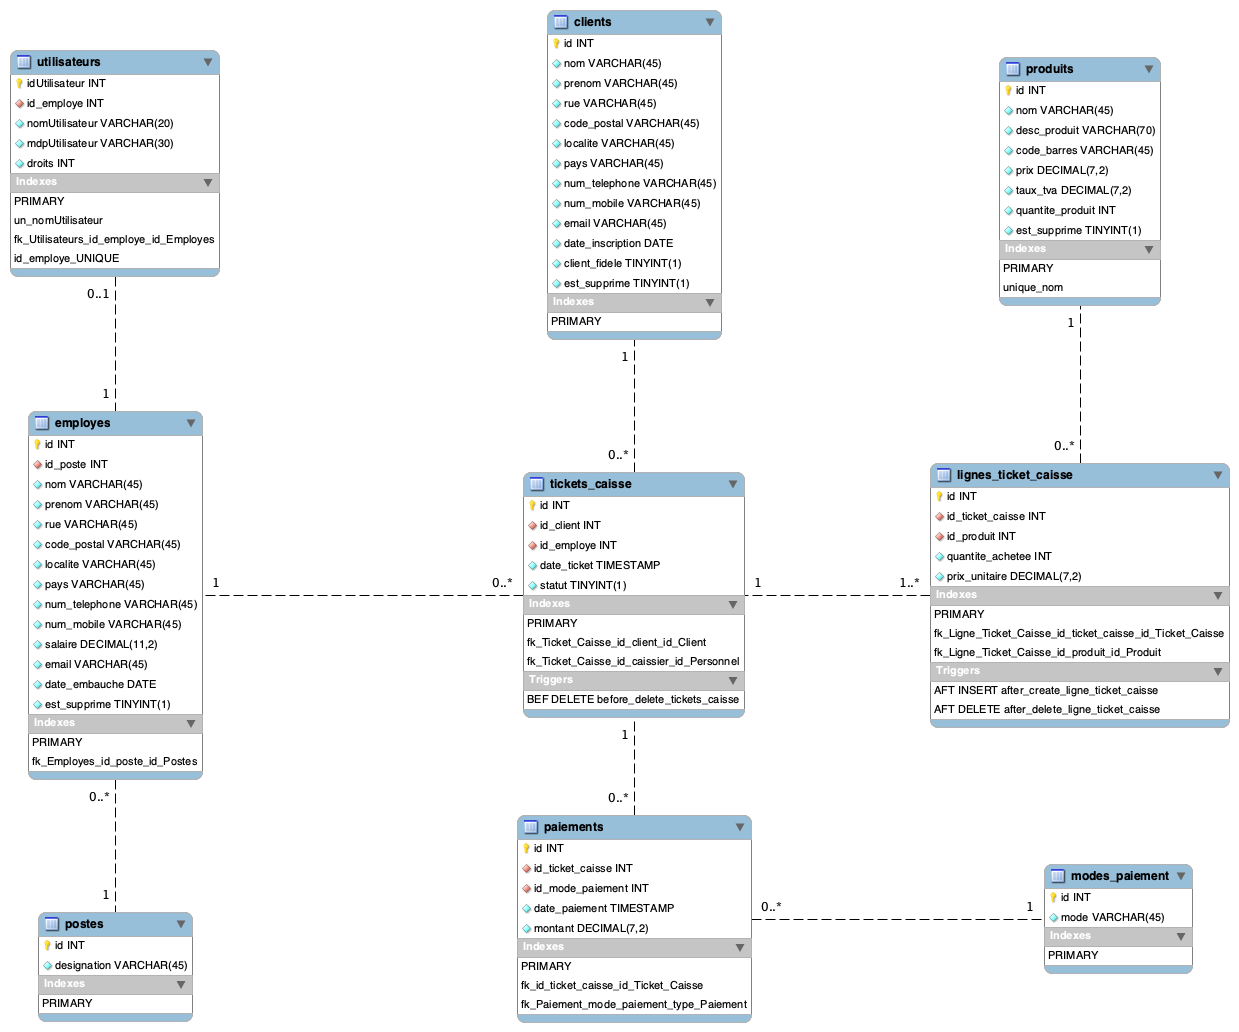 utilisateurs
idUtilisateur INT
id_employe INT
nomUtilisateur VARCHAR(20)
mdpUtilisateur VARCHAR(30)
droits INT
Indexes
PRIMARY
un_nomUtilisateur
fk_Utilisateurs_id_employe_id_Employes
id_employe_UNIQUE
0..1
1
employes
id INT
id_poste INT
nom VARCHAR(45)
prenom VARCHAR(45)
rue VARCHAR(45)
code_postal VARCHAR(45)
localite VARCHAR(45)
pays VARCHAR(45)
num_telephone VARCHAR(45)
num_mobile VARCHAR(45)
salaire DECIMAL(11,2)
email VARCHAR(45)
date_embauche DATE
est_supprime TINYINT(1)
Indexes
PRIMARY
fk_Employes_id_poste_id_Postes
0..*
1
postes
id INT
designation VARCHAR(45)
Indexes
PRIMARY
clients
id INT
nom VARCHAR(45)
prenom VARCHAR(45)
rue VARCHAR(45)
code_postal VARCHAR(45)
localite VARCHAR(45)
pays VARCHAR(45)
num_telephone VARCHAR(45)
num_mobile VARCHAR(45)
email VARCHAR(45)
date_inscription DATE
client_fidele TINYINT(1)
est_supprime TINYINT(1)
Indexes
PRIMARY
1
0..*
1
0..*
tickets_caisse
id INT
id_client INT
id_employe INT
date_ticket TIMESTAMP
statut TINYINT(1)
Indexes
PRIMARY
fk_Ticket_Caisse_id_client_id_Client
fk_Ticket_Caisse_id_caissier_id_Personnel
Triggers
BEF DELETE before_delete_tickets_caisse
1
0..*
paiements
id INT
id_ticket_caisse INT
id_mode_paiement INT
date_paiement TIMESTAMP
montant DECIMAL(7,2)
Indexes
PRIMARY
fk_id_ticket_caisse_id_Ticket_Caisse
fk_Paiement_mode_paiement_type_Paiement
produits
id INT
nom VARCHAR(45)
desc_produit VARCHAR(70)
code_barres VARCHAR(45)
prix DECIMAL(7,2)
taux_tva DECIMAL(7,2)
quantite_produit INT
est_supprime TINYINT(1)
Indexes
PRIMARY
unique_nom
1
0..*
1
1..*
lignes_ticket_caisse
id INT
id_ticket_caisse INT
id_produit INT
quantite_achetee INT
prix_unitaire DECIMAL(7,2)
Indexes
PRIMARY
fk_Ligne_Ticket_Caisse_id_ticket_caisse_id_Ticket_Caisse
fk_Ligne_Ticket_Caisse_id_produit_id_Produit
Triggers
AFT INSERT after_create_ligne_ticket_caisse
AFT DELETE after_delete_ligne_ticket_caisse
0..*
1
modes_paiement
id INT
mode VARCHAR(45)
Indexes
PRIMARY